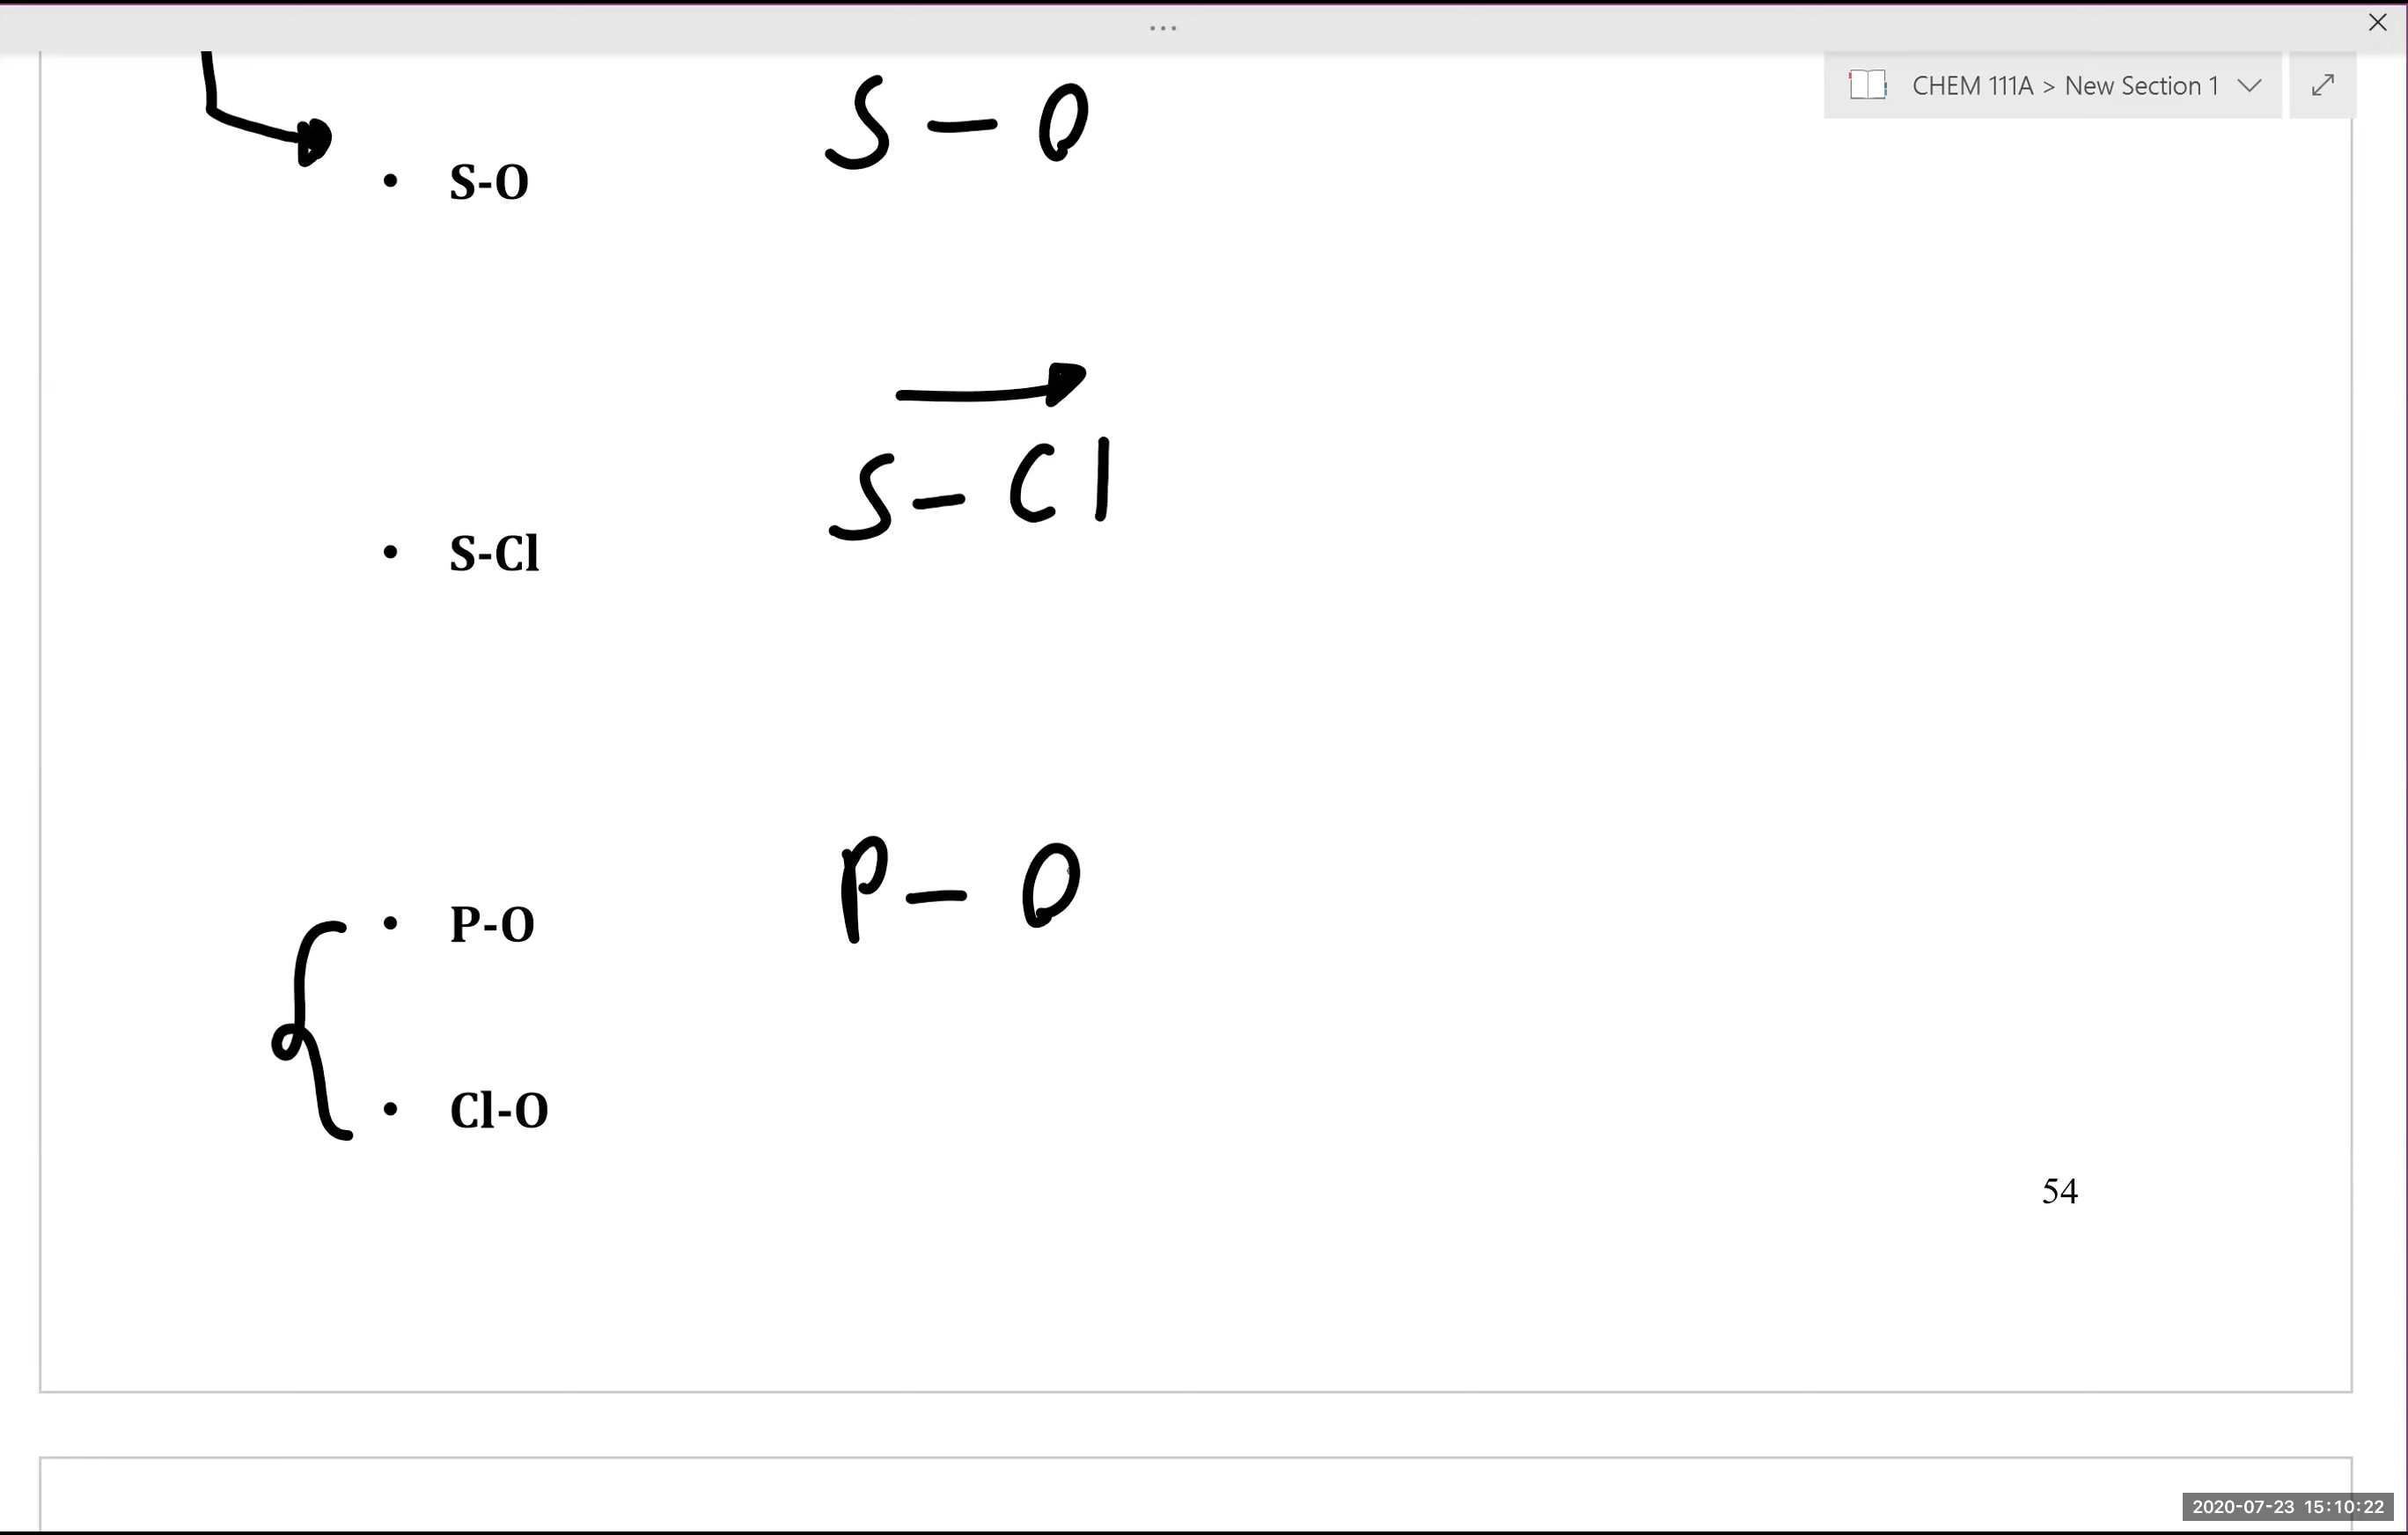 ...
CHEM 111A > New Section 1
S-O
• S-O
S-Cl
• S-Cl
P-O
• P-O
• Cl-O
54
2020-07-23 15:10:22